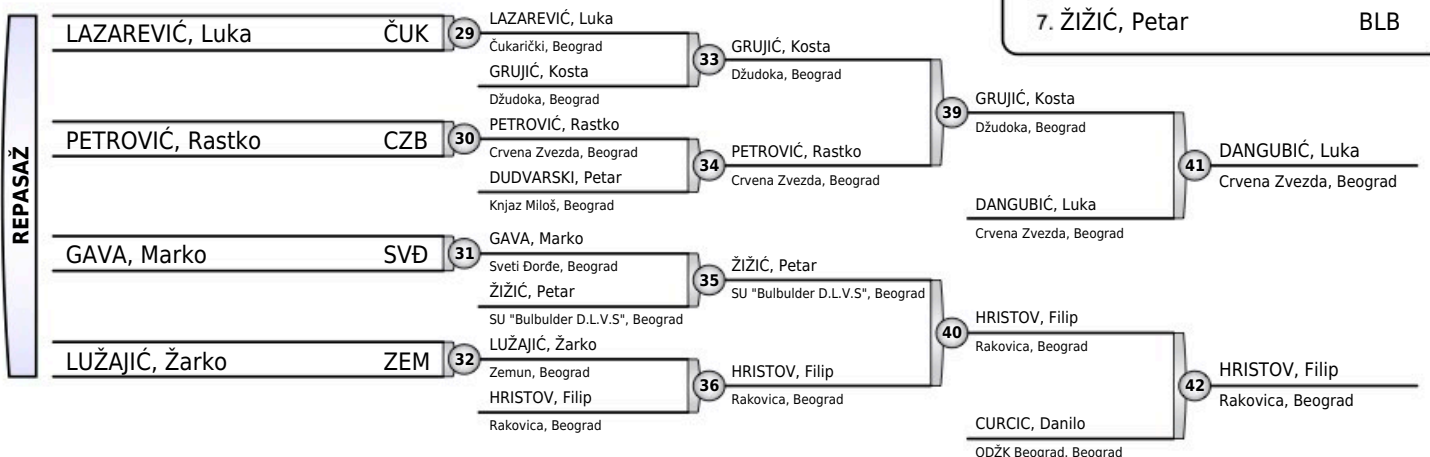 7. ŽIŽIĆ, Petar BLB
REPASAŽ
LAZAREVIĆ, Luka ČUK
29
LAZAREVIĆ, Luka
Čukarički, Beograd
GRUJIĆ, Kosta
Džudoka, Beograd
33
GRUJIĆ, Kosta
Džudoka, Beograd
PETROVIĆ, Rastko CZB
30
PETROVIĆ, Rastko
Crvena Zvezda, Beograd
DUDVARSKI, Petar
Knjaz Miloš, Beograd
34
PETROVIĆ, Rastko
Crvena Zvezda, Beograd
39
GRUJIĆ, Kosta
Džudoka, Beograd
DANGUBIĆ, Luka
Crvena Zvezda, Beograd
41
DANGUBIĆ, Luka
Crvena Zvezda, Beograd
GAVA, Marko SVĐ
31
GAVA, Marko
Sveti Đorđe, Beograd
ŽIŽIĆ, Petar
SU "Bulbulder D.L.V.S", Beograd
35
ŽIŽIĆ, Petar
SU "Bulbulder D.L.V.S", Beograd
LUŽAJIĆ, Žarko ZEM
32
LUŽAJIĆ, Žarko
Zemun, Beograd
HRISTOV, Filip
Rakovica, Beograd
36
HRISTOV, Filip
Rakovica, Beograd
40
HRISTOV, Filip
Rakovica, Beograd
CURCIC, Danilo
ODŽK Beograd, Beograd
42
HRISTOV, Filip
Rakovica, Beograd